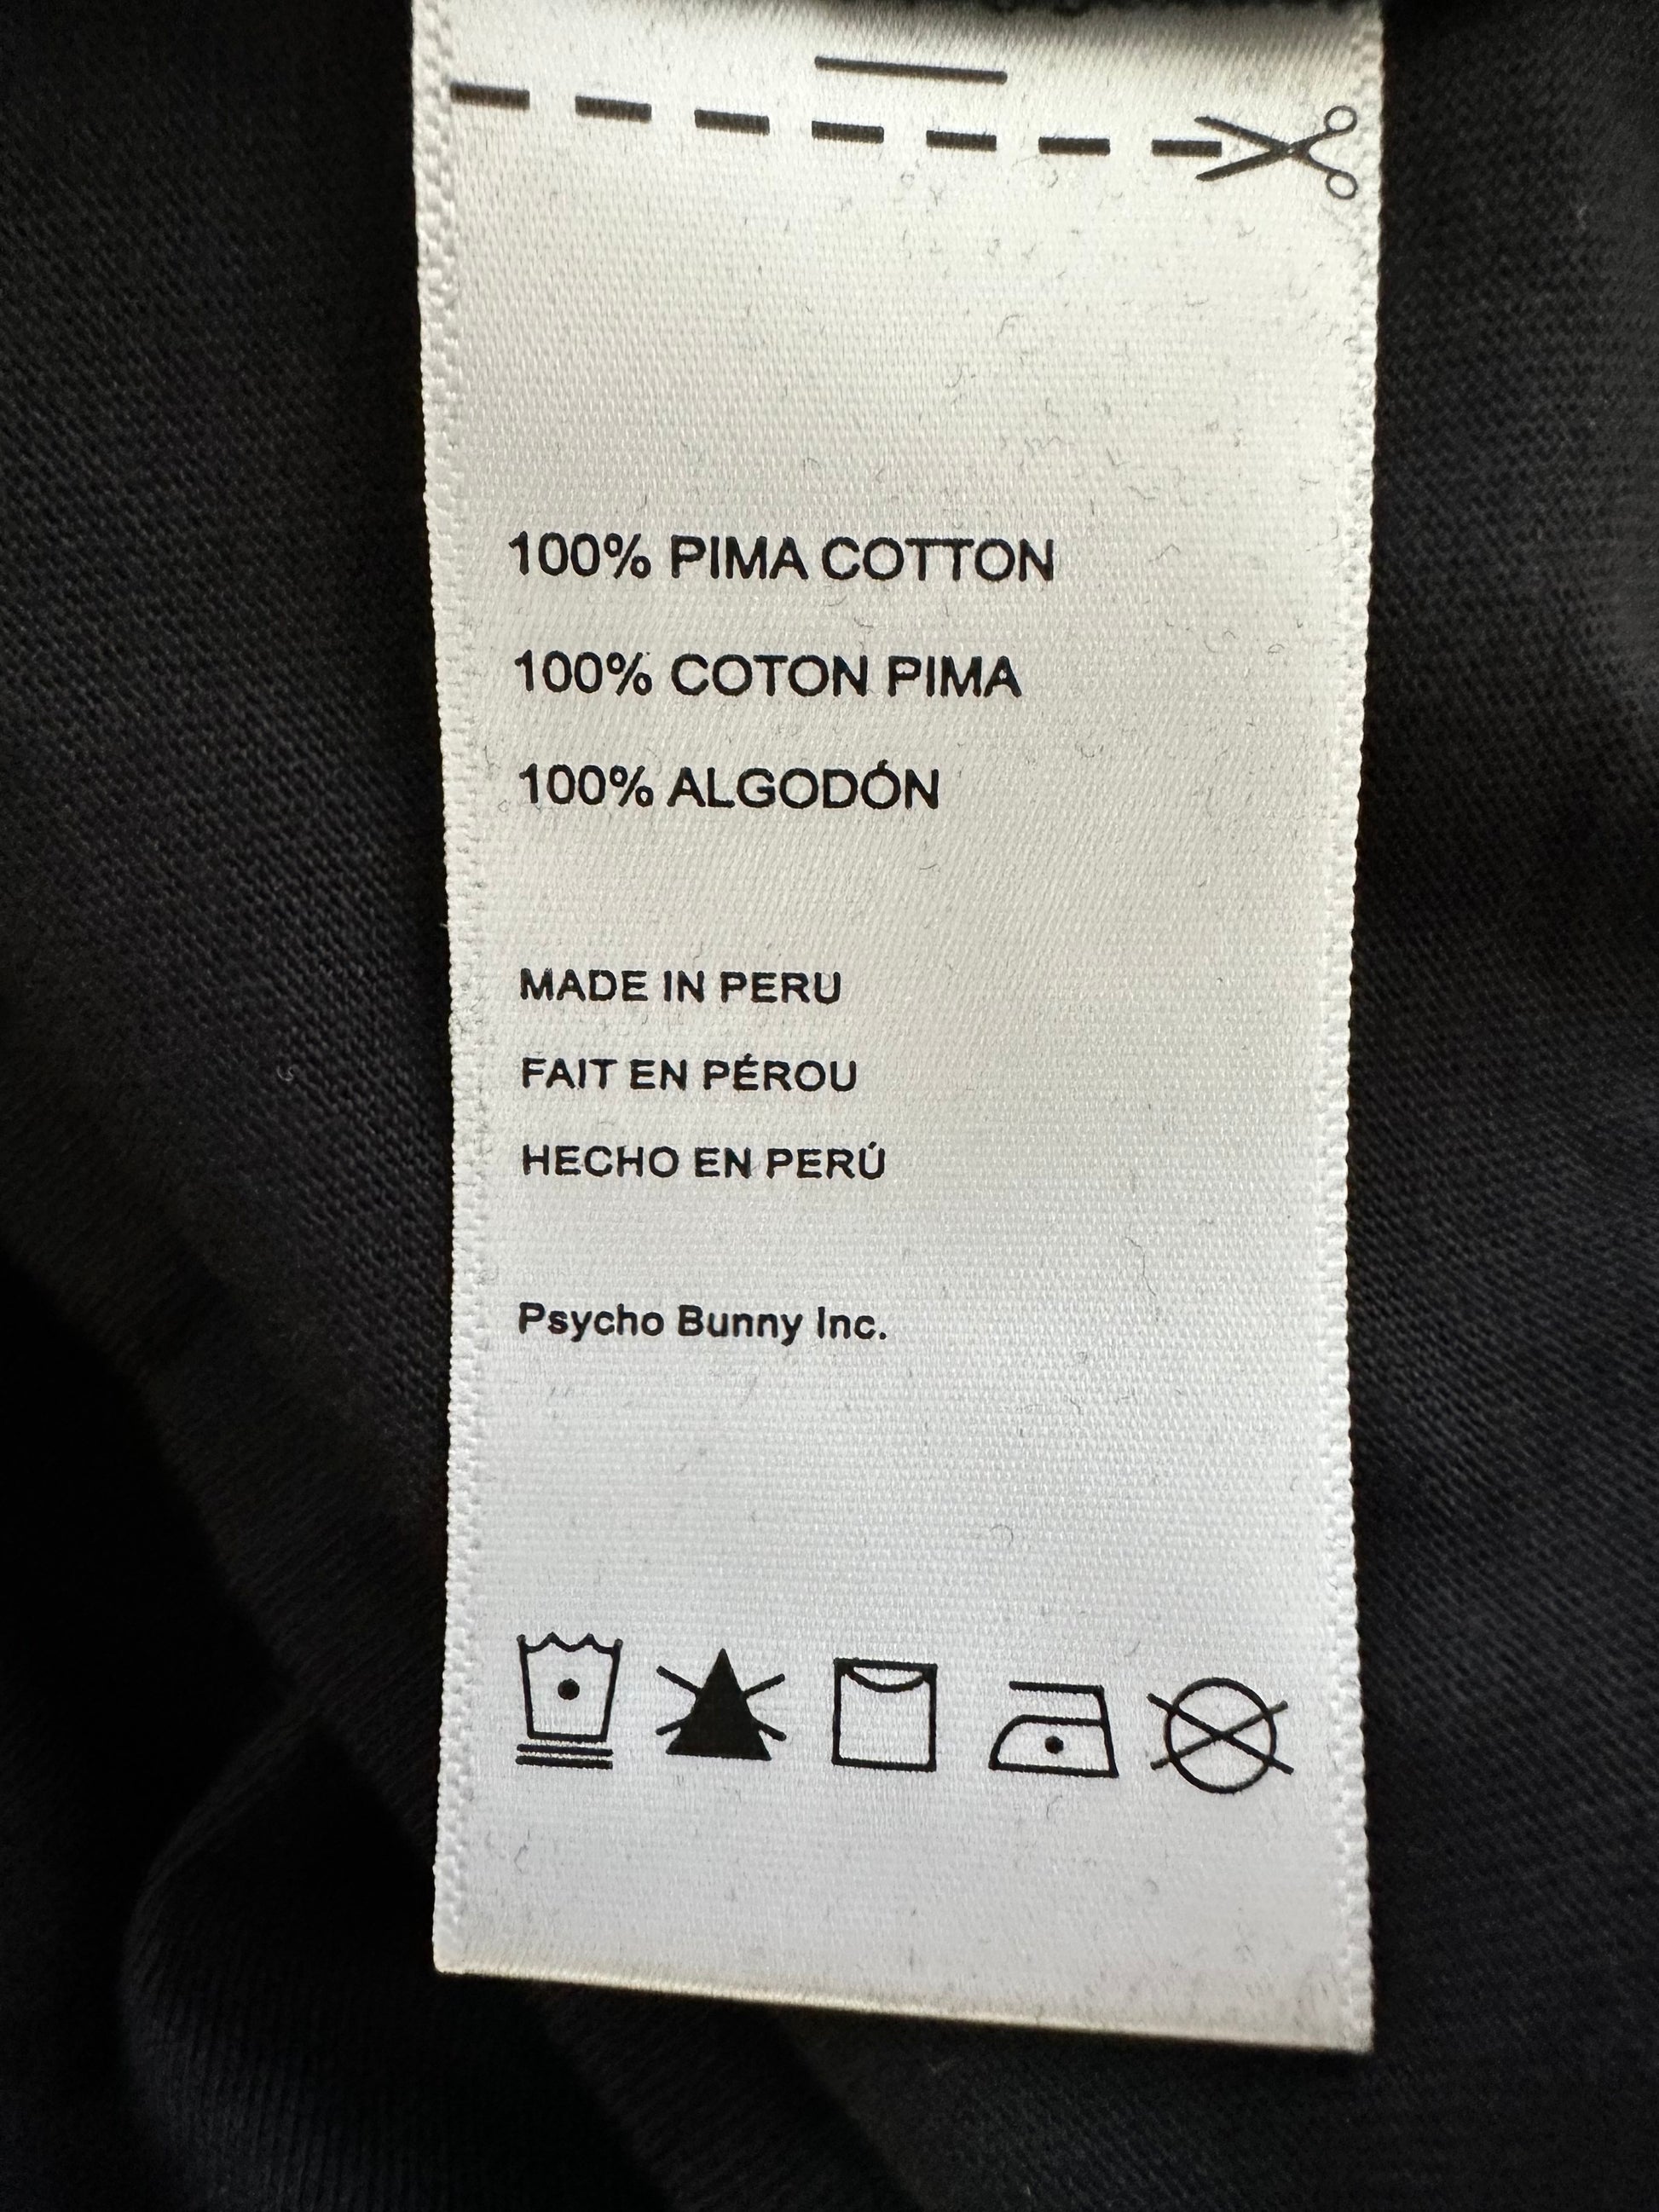 100% PIMA COTTON
100% COTON PIMA
100% ALGODÓN
MADE IN PERU
FAIT EN PÉROU
HECHO EN PERÚ
Psycho Bunny Inc.